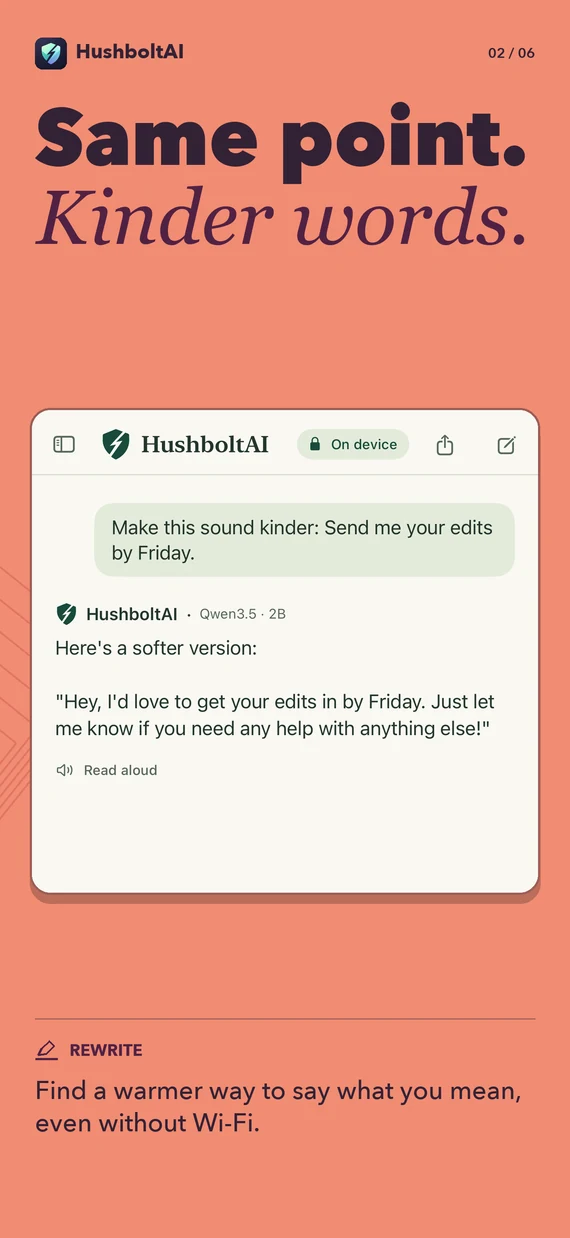 HushboltAI
02 / 06
Same point.
Kinder words.
HushboltAI
On device
Make this sound kinder: Send me your edits
by Friday.
HushboltAI · Qwen3.5 · 2B
Here's a softer version:
"Hey, I'd love to get your edits in by Friday. Just let
me know if you need any help with anything else!"
Read aloud
REWRITE
Find a warmer way to say what you mean,
even without Wi-Fi.